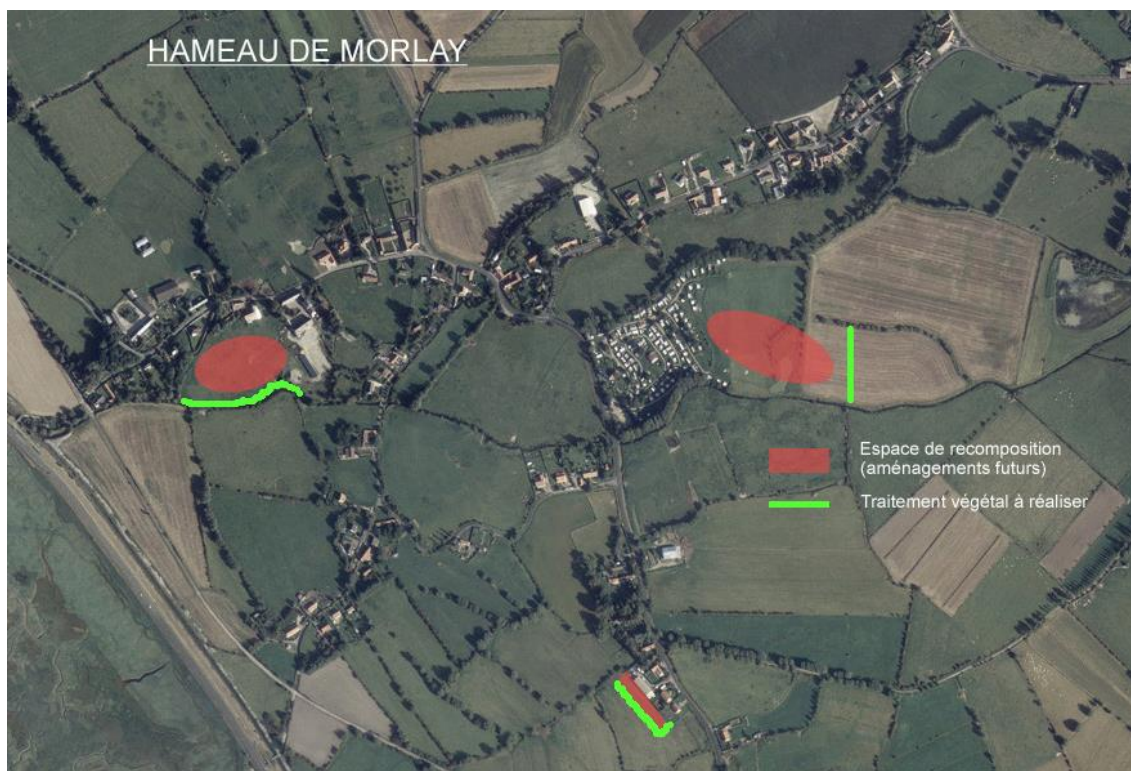 HAMEAU DE MORLAY
Espace de recomposition
(aménagements futurs)
Traitement végétal à réaliser